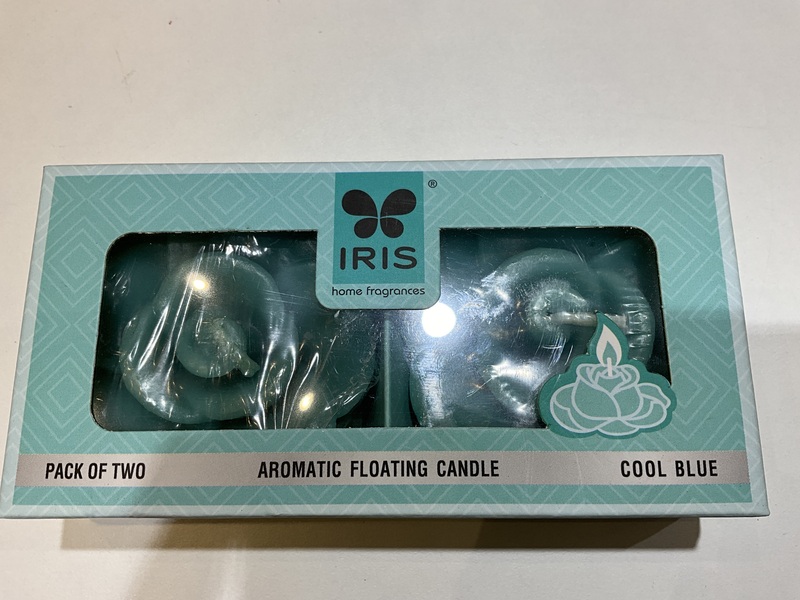 ®
IRIS
home fragrances
PACK OF TWO AROMATIC FLOATING CANDLE COOL BLUE